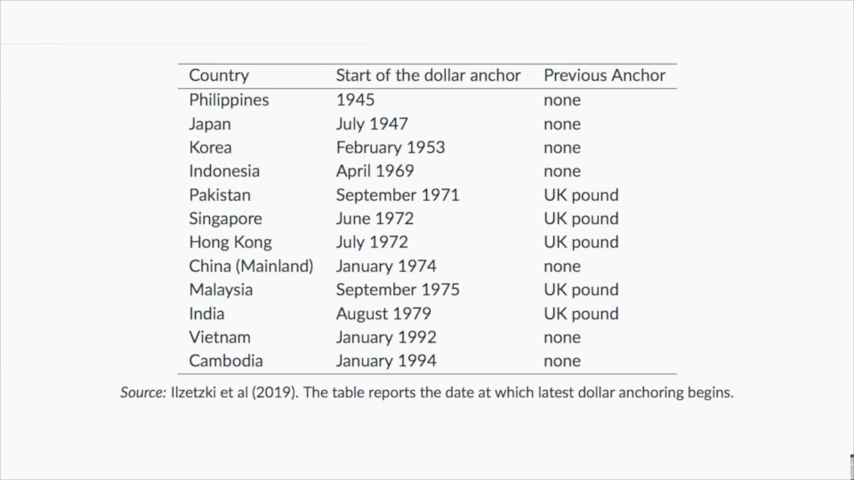 Country Start of the dollar anchor Previous Anchor
Philippines 1945 none
Japan July 1947 none
Korea February 1953 none
Indonesia April 1969 none
Pakistan September 1971 UK pound
Singapore June 1972 UK pound
Hong Kong July 1972 UK pound
China (Mainland) January 1974 none
Malaysia September 1975 UK pound
India August 1979 UK pound
Vietnam January 1992 none
Cambodia January 1994 none
Source: Ilzetzki et al (2019). The table reports the date at which latest dollar anchoring begins.